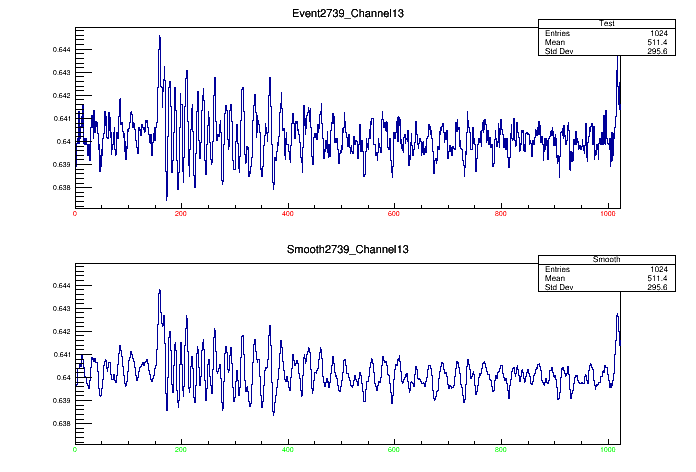 Event2739_Channel13
Test
Entries 1024
Mean 511.4
Std Dev 295.6
0.644
0.643
0.642
0.641
0.64
0.639
0.638
0 200 400 600 800 1000
Smooth2739_Channel13
Smooth
Entries 1024
Mean 511.4
Std Dev 295.6
0.644
0.643
0.642
0.641
0.64
0.639
0.638
0 200 400 600 800 1000